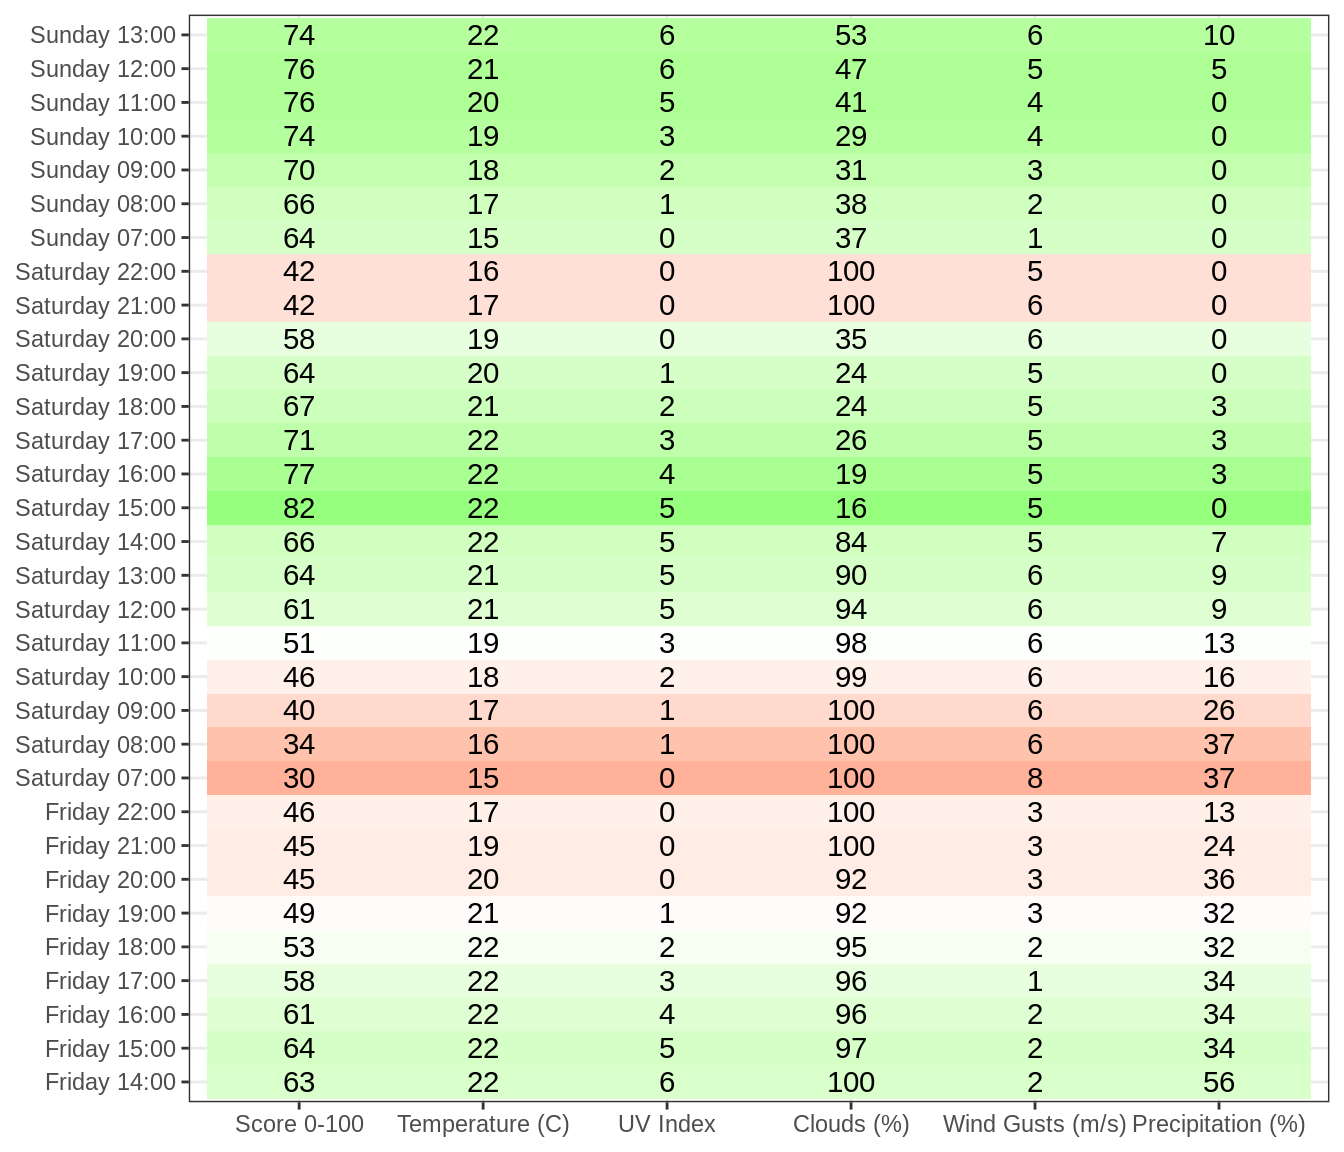 Sunday 13:00 74 22 6 53 6 10
Sunday 12:00 76 21 6 47 5 5
Sunday 11:00 76 20 5 41 4 0
Sunday 10:00 74 19 3 29 4 0
Sunday 09:00 70 18 2 31 3 0
Sunday 08:00 66 17 1 38 2 0
Sunday 07:00 64 15 0 37 1 0
Saturday 22:00 42 16 0 100 5 0
Saturday 21:00 42 17 0 100 6 0
Saturday 20:00 58 19 0 35 6 0
Saturday 19:00 64 20 1 24 5 0
Saturday 18:00 67 21 2 24 5 3
Saturday 17:00 71 22 3 26 5 3
Saturday 16:00 77 22 4 19 5 3
Saturday 15:00 82 22 5 16 5 0
Saturday 14:00 66 22 5 84 5 7
Saturday 13:00 64 21 5 90 6 9
Saturday 12:00 61 21 5 94 6 9
Saturday 11:00 51 19 3 98 6 13
Saturday 10:00 46 18 2 99 6 16
Saturday 09:00 40 17 1 100 6 26
Saturday 08:00 34 16 1 100 6 37
Saturday 07:00 30 15 0 100 8 37
Friday 22:00 46 17 0 100 3 13
Friday 21:00 45 19 0 100 3 24
Friday 20:00 45 20 0 92 3 36
Friday 19:00 49 21 1 92 3 32
Friday 18:00 53 22 2 95 2 32
Friday 17:00 58 22 3 96 1 34
Friday 16:00 61 22 4 96 2 34
Friday 15:00 64 22 5 97 2 34
Friday 14:00 63 22 6 100 2 56
Score 0-100 Temperature (C) UV Index Clouds (%) Wind Gusts (m/s) Precipitation (%)